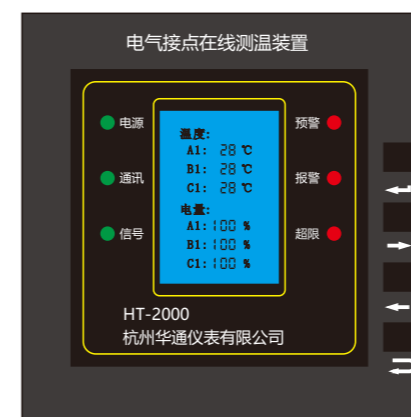 电气接点在线测温装置
电源
通讯
信号
温度:
A1: 28 ℃
B1: 28 ℃
C1: 28 ℃
电量:
A1:100 %
B1:100 %
C1:100 %
预警
报警
超限
HT-2000
杭州华通仪表有限公司